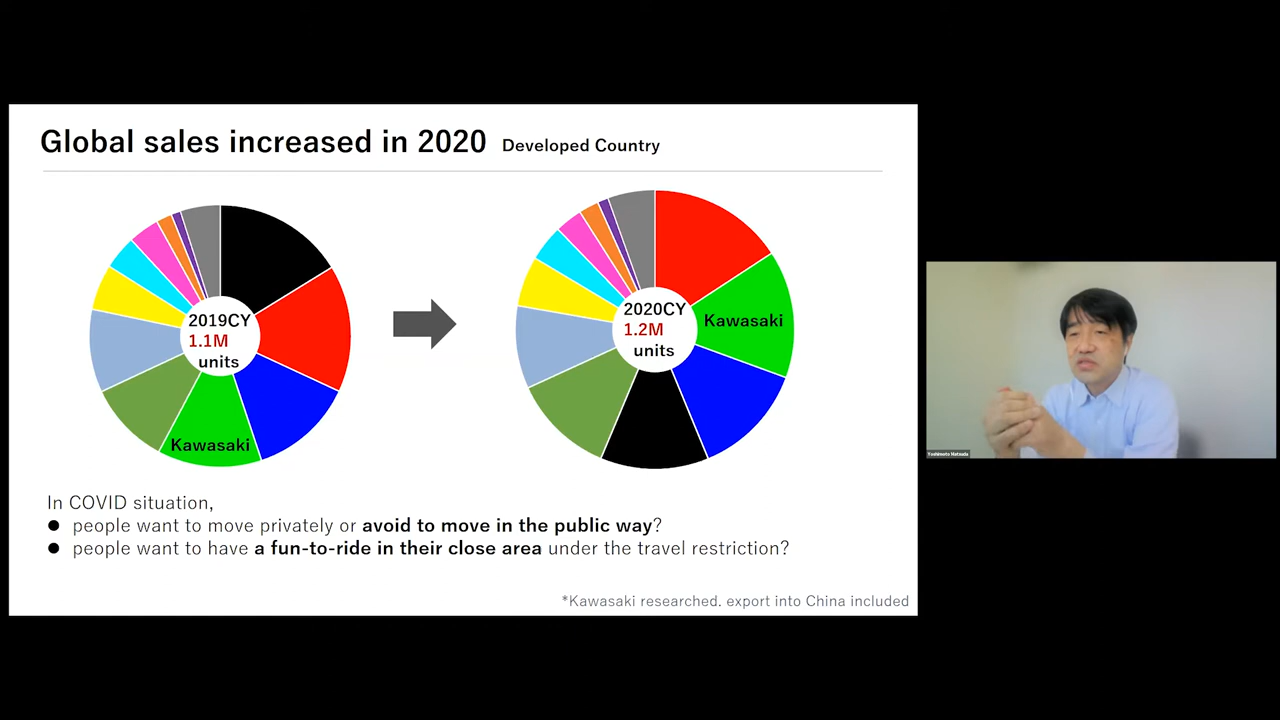 Global sales increased in 2020 Developed Country
2019CY
1.1M
units
Kawasaki
2020CY
1.2M
units
Kawasaki
In COVID situation,
● people want to move privately or avoid to move in the public way?
● people want to have a fun-to-ride in their close area under the travel restriction?
*Kawasaki researched. export into China included
Yoshimoto Matsuda